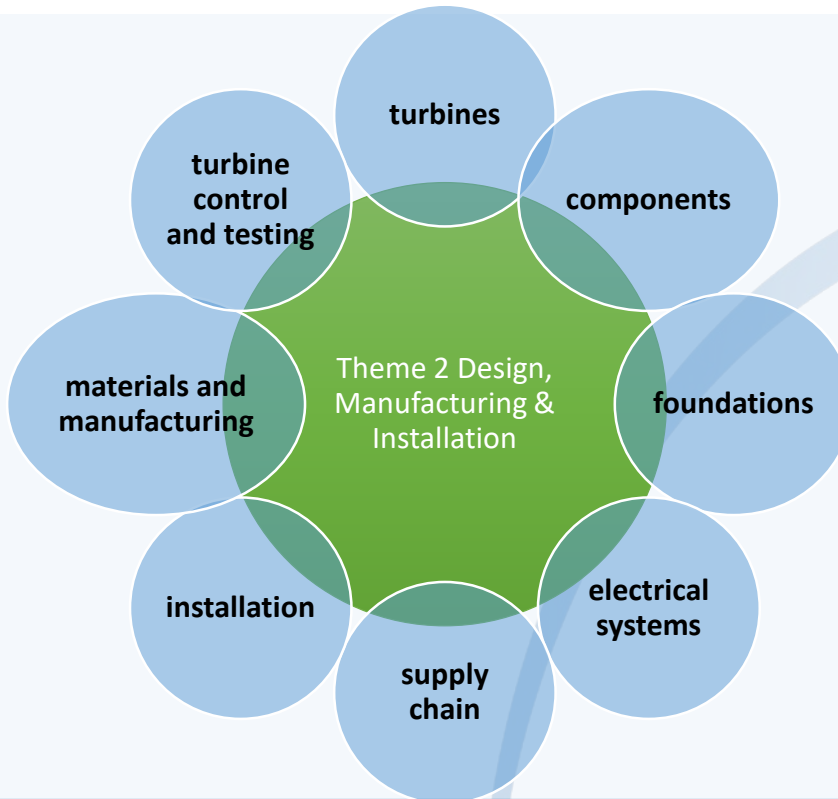 turbines
components
foundations
electrical
systems
supply
chain
installation
materials and
manufacturing
turbine
control
and testing
Theme 2 Design,
Manufacturing &
Installation